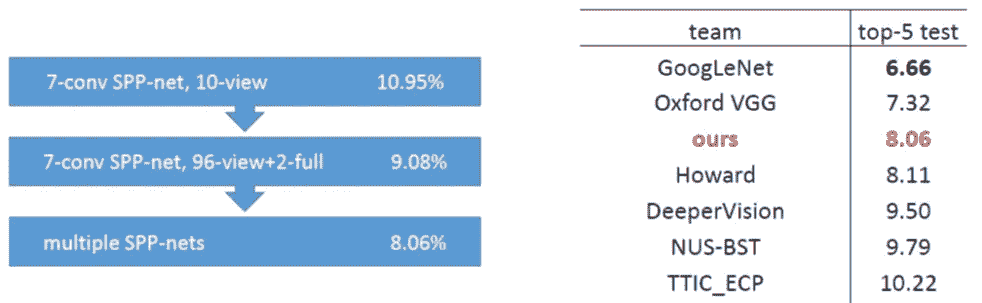 7-conv SPP-net, 10-view 10.95%
7-conv SPP-net, 96-view+2-full 9.08%
multiple SPP-nets 8.06%
team top-5 test
GoogLeNet 6.66
Oxford VGG 7.32
ours 8.06
Howard 8.11
DeeperVision 9.50
NUS-BST 9.79
TTIC_ECP 10.22